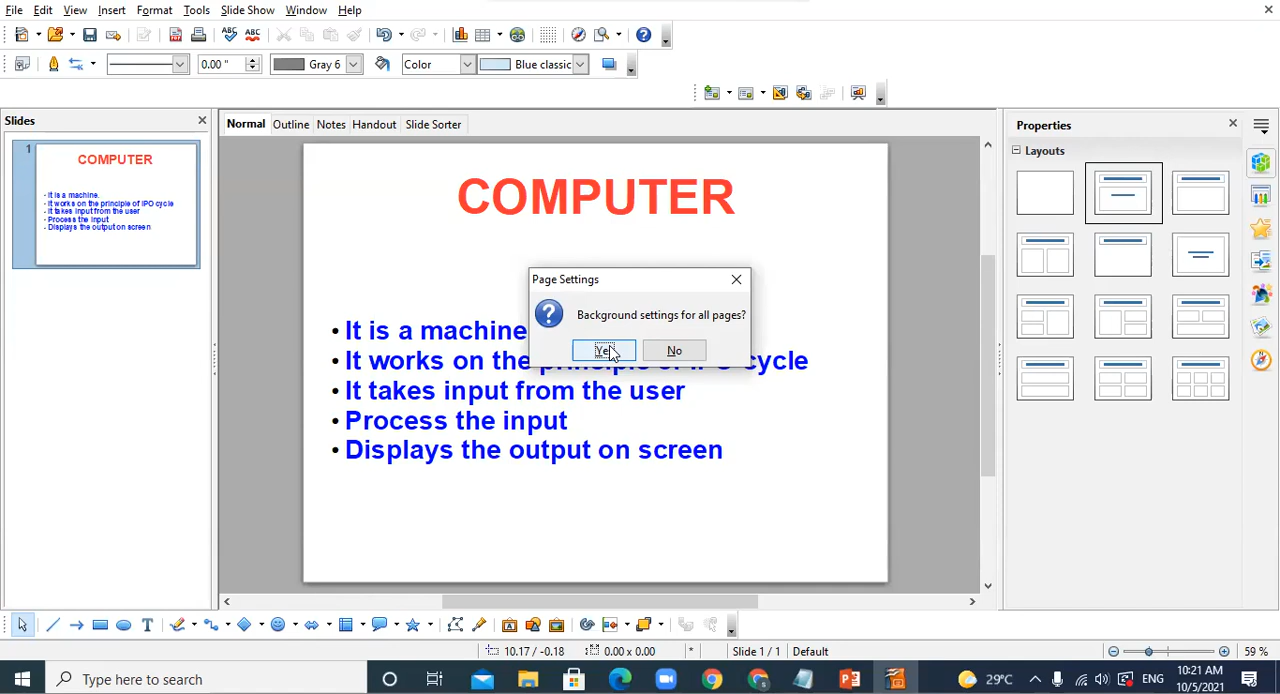 File Edit View Insert Format Tools Slide Show Window Help
0.00 " Gray 6 Color Blue classic
Slides
Normal Outline Notes Handout Slide Sorter
Properties
Layouts
1
COMPUTER
• It is a machine.
• It works on the principle of IPO cycle
• It takes input from the user
• Process the input
• Displays the output on screen
COMPUTER
• It is a machine
• It works on the principle of IPO cycle
• It takes input from the user
• Process the input
• Displays the output on screen
Page Settings
Background settings for all pages?
Yes No
10.17 / -0.18 0.00 x 0.00 * Slide 1 / 1 Default 59 %
Type here to search
29°C ENG 10:21 AM
10/5/2021